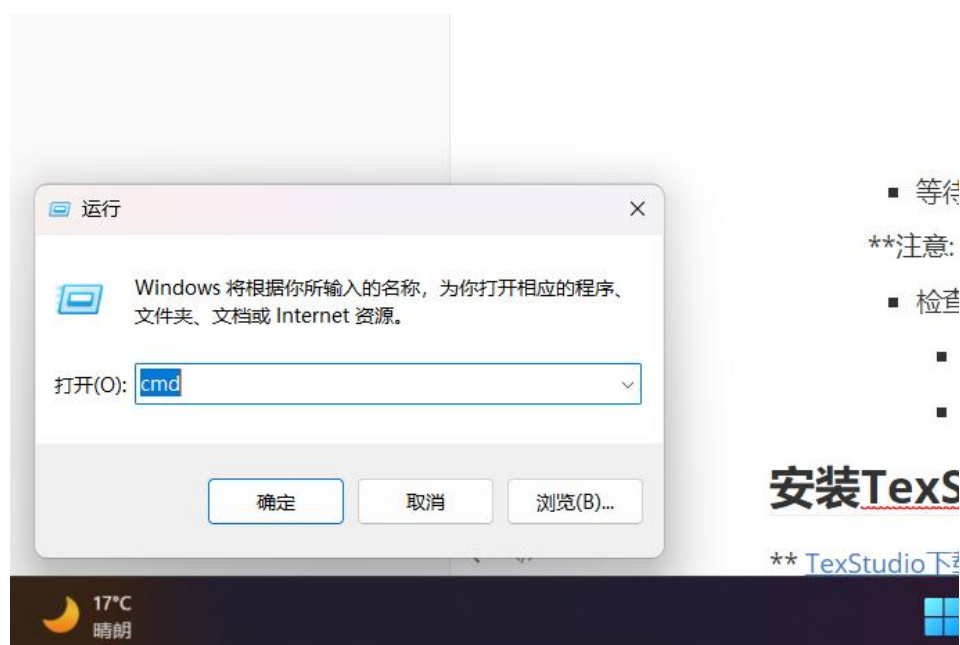 运行
Windows 将根据你所输入的名称，为你打开相应的程序、
文件夹、文档或 Internet 资源。
打开(O): cmd
确定 取消 浏览(B)...
等待
**注意:
检查
安装TexS
** TexStudio下载
17°C
晴朗